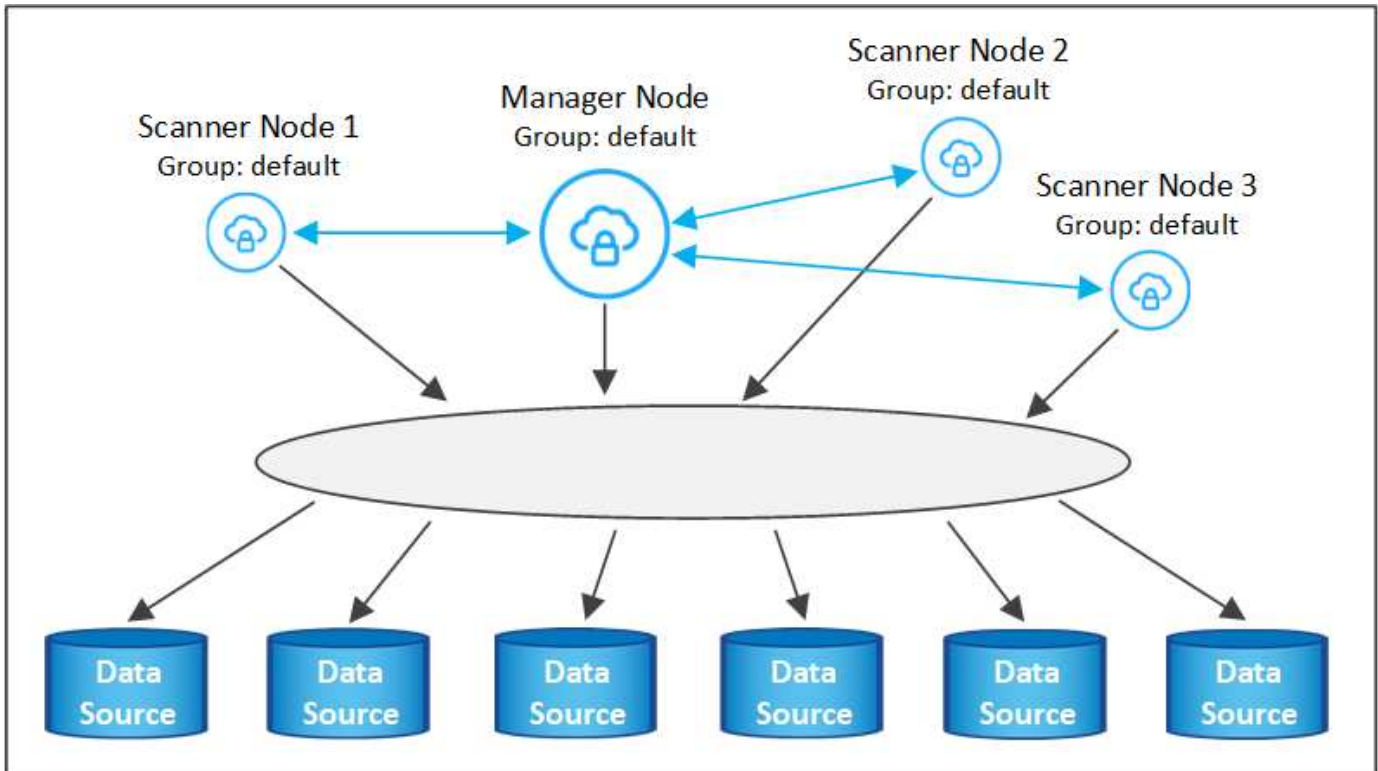 Scanner Node 1
Group: default
Manager Node
Group: default
Scanner Node 2
Group: default
Scanner Node 3
Group: default
Data
Source
Data
Source
Data
Source
Data
Source
Data
Source
Data
Source